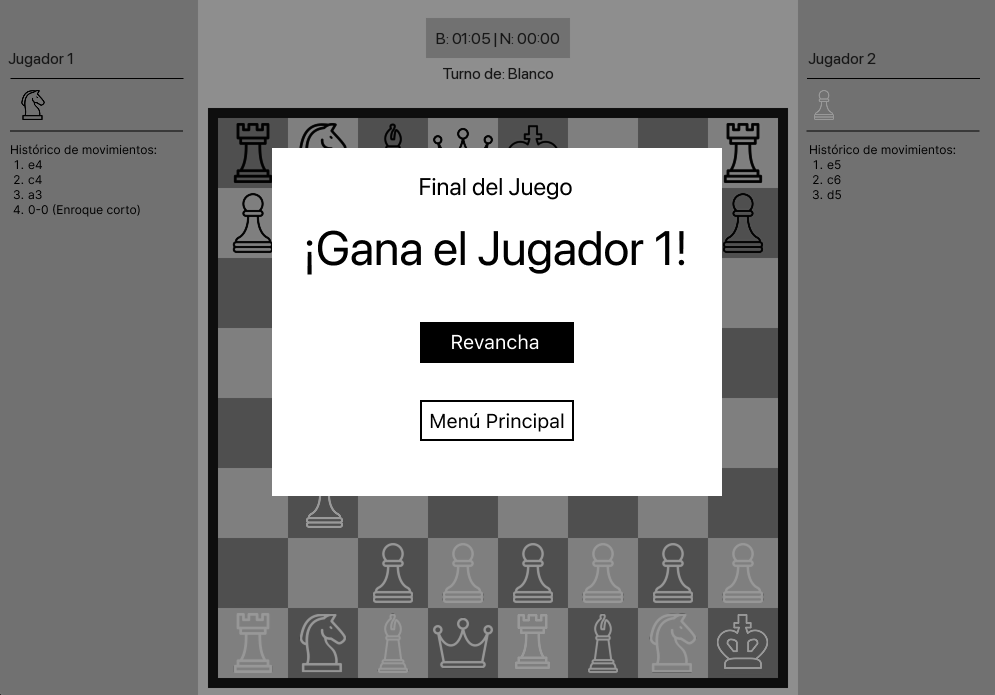 Jugador 1
Histórico de movimientos:
1. e4
2. c4
3. a3
4. 0-0 (Enroque corto)
B: 01:05 | N: 00:00
Turno de: Blanco
Final del Juego
¡Gana el Jugador 1!
Revancha
Menú Principal
Jugador 2
Histórico de movimientos:
1. e5
2. c6
3. d5